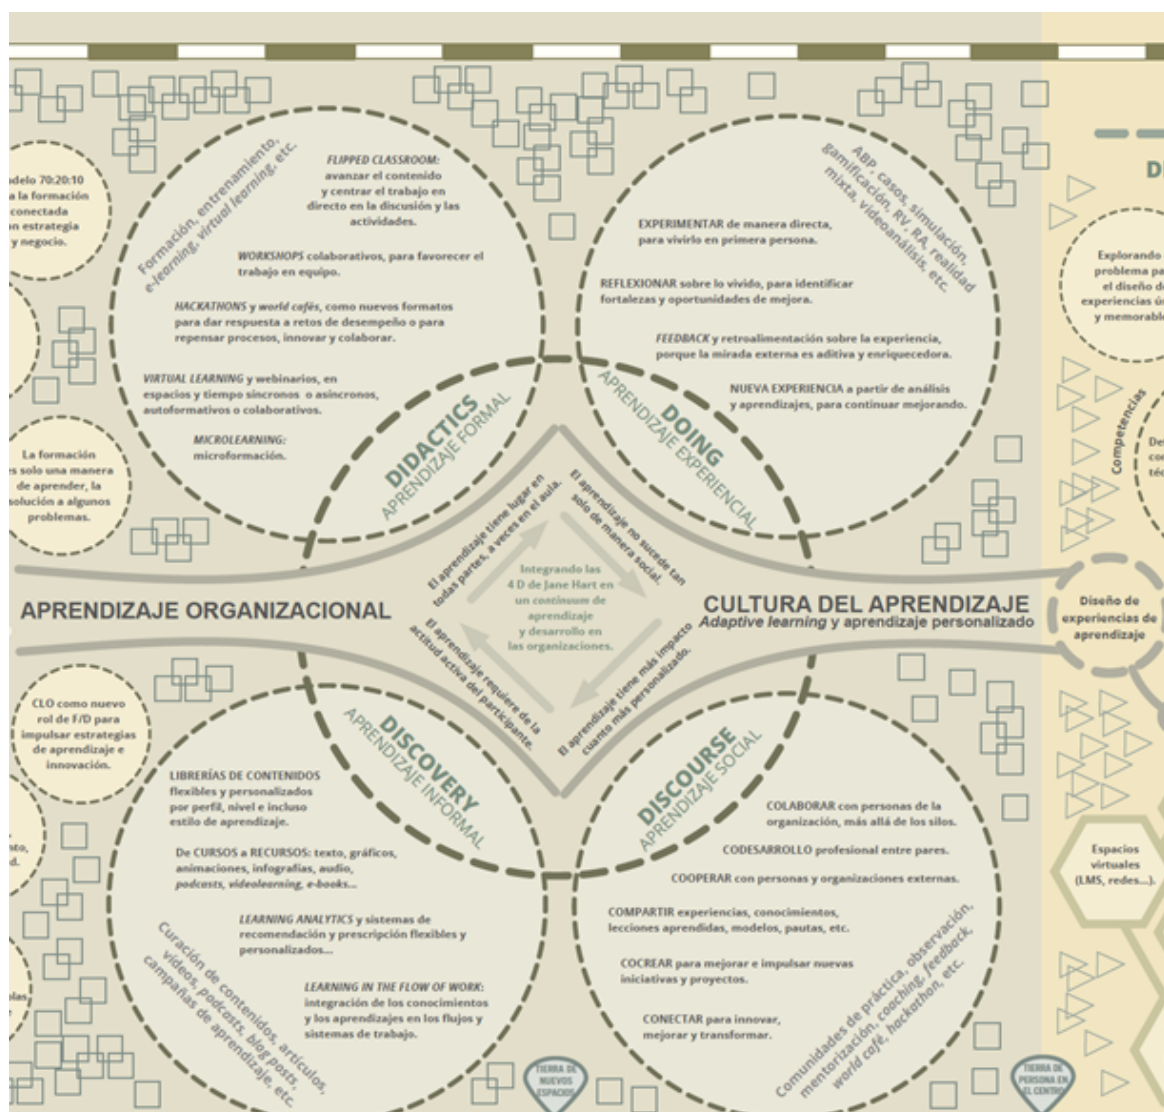 FLIPPED CLASSROOM:
avanzar el contenido
y centrar el trabajo en
directo en la discusión y las
actividades.
Formación, entrenamiento,
e-learning, virtual learning, etc.
WORKSHOPS colaborativos, para favorecer el
trabajo en equipo.
HACKATHONS y world cafés, como nuevos formatos
para dar respuesta a retos de desempeño o para
repensar procesos, innovar y colaborar.
VIRTUAL LEARNING y webinarios, en
espacios y tiempo síncronos o asíncronos,
autoformativos o colaborativos.
MICROLEARNING:
microformación.
DIDACTICS
APRENDIZAJE FORMAL
ABP, casos, simulación,
gamificación, RV, RA, realidad
mixta, videoanálisis, etc.
EXPERIMENTAR de manera directa,
para vivirlo en primera persona.
REFLEXIONAR sobre lo vivido, para identificar
fortalezas y oportunidades de mejora.
FEEDBACK y retroalimentación sobre la experiencia,
porque la mirada externa es aditiva y enriquecedora.
NUEVA EXPERIENCIA a partir de análisis
y aprendizajes, para continuar mejorando.
DOING
APRENDIZAJE EXPERIENCIAL
70:20:10
la formación
conectada
estrategia
y negocio.
La formación
es solo una manera
de aprender, la
solución a algunos
problemas.
Explorando
problema
el diseño
experiencias
y memorable
Competencias
El aprendizaje tiene lugar en
todas partes, a veces en el aula.
El aprendizaje no sucede tan
solo de manera social.
Integrando las
4 D de Jane Hart en
un continuum de
aprendizaje
y desarrollo en
las organizaciones.
El aprendizaje requiere de la
actitud activa del participante.
El aprendizaje tiene más impacto
cuanto más personalizado.
APRENDIZAJE ORGANIZACIONAL
CULTURA DEL APRENDIZAJE
Adaptive learning y aprendizaje personalizado
Diseño de
experiencias de
aprendizaje
CLO como nuevo
rol de F/D para
impulsar estrategias
de aprendizaje e
innovación.
DISCOVERY
APRENDIZAJE INFORMAL
LIBRERÍAS DE CONTENIDOS
flexibles y personalizados
por perfil, nivel e incluso
estilo de aprendizaje.
De CURSOS a RECURSOS: texto, gráficos,
animaciones, infografías, audio,
podcasts, videolearning, e-books...
LEARNING ANALYTICS y sistemas de
recomendación y prescripción flexibles y
personalizados...
LEARNING IN THE FLOW OF WORK:
integración de los conocimientos
y los aprendizajes en los flujos y
sistemas de trabajo.
Curación de contenidos, artículos,
vídeos, podcasts, blog posts,
campañas de aprendizaje, etc.
DISCOURSE
APRENDIZAJE SOCIAL
COLABORAR con personas de la
organización, más allá de los silos.
CODESARROLLO profesional entre pares.
COOPERAR con personas y organizaciones externas.
COMPARTIR experiencias, conocimientos,
lecciones aprendidas, modelos, pautas, etc.
COCREAR para mejorar e impulsar nuevas
iniciativas y proyectos.
CONECTAR para innovar,
mejorar y transformar.
Comunidades de práctica, observación,
mentorización, coaching, feedback,
world café, hackathon, etc.
Espacios
virtuales
(LMS, redes...).
TIERRA DE
NUEVOS
ESPACIOS
TIERRA DE
PERSONA EN
EL CENTRO